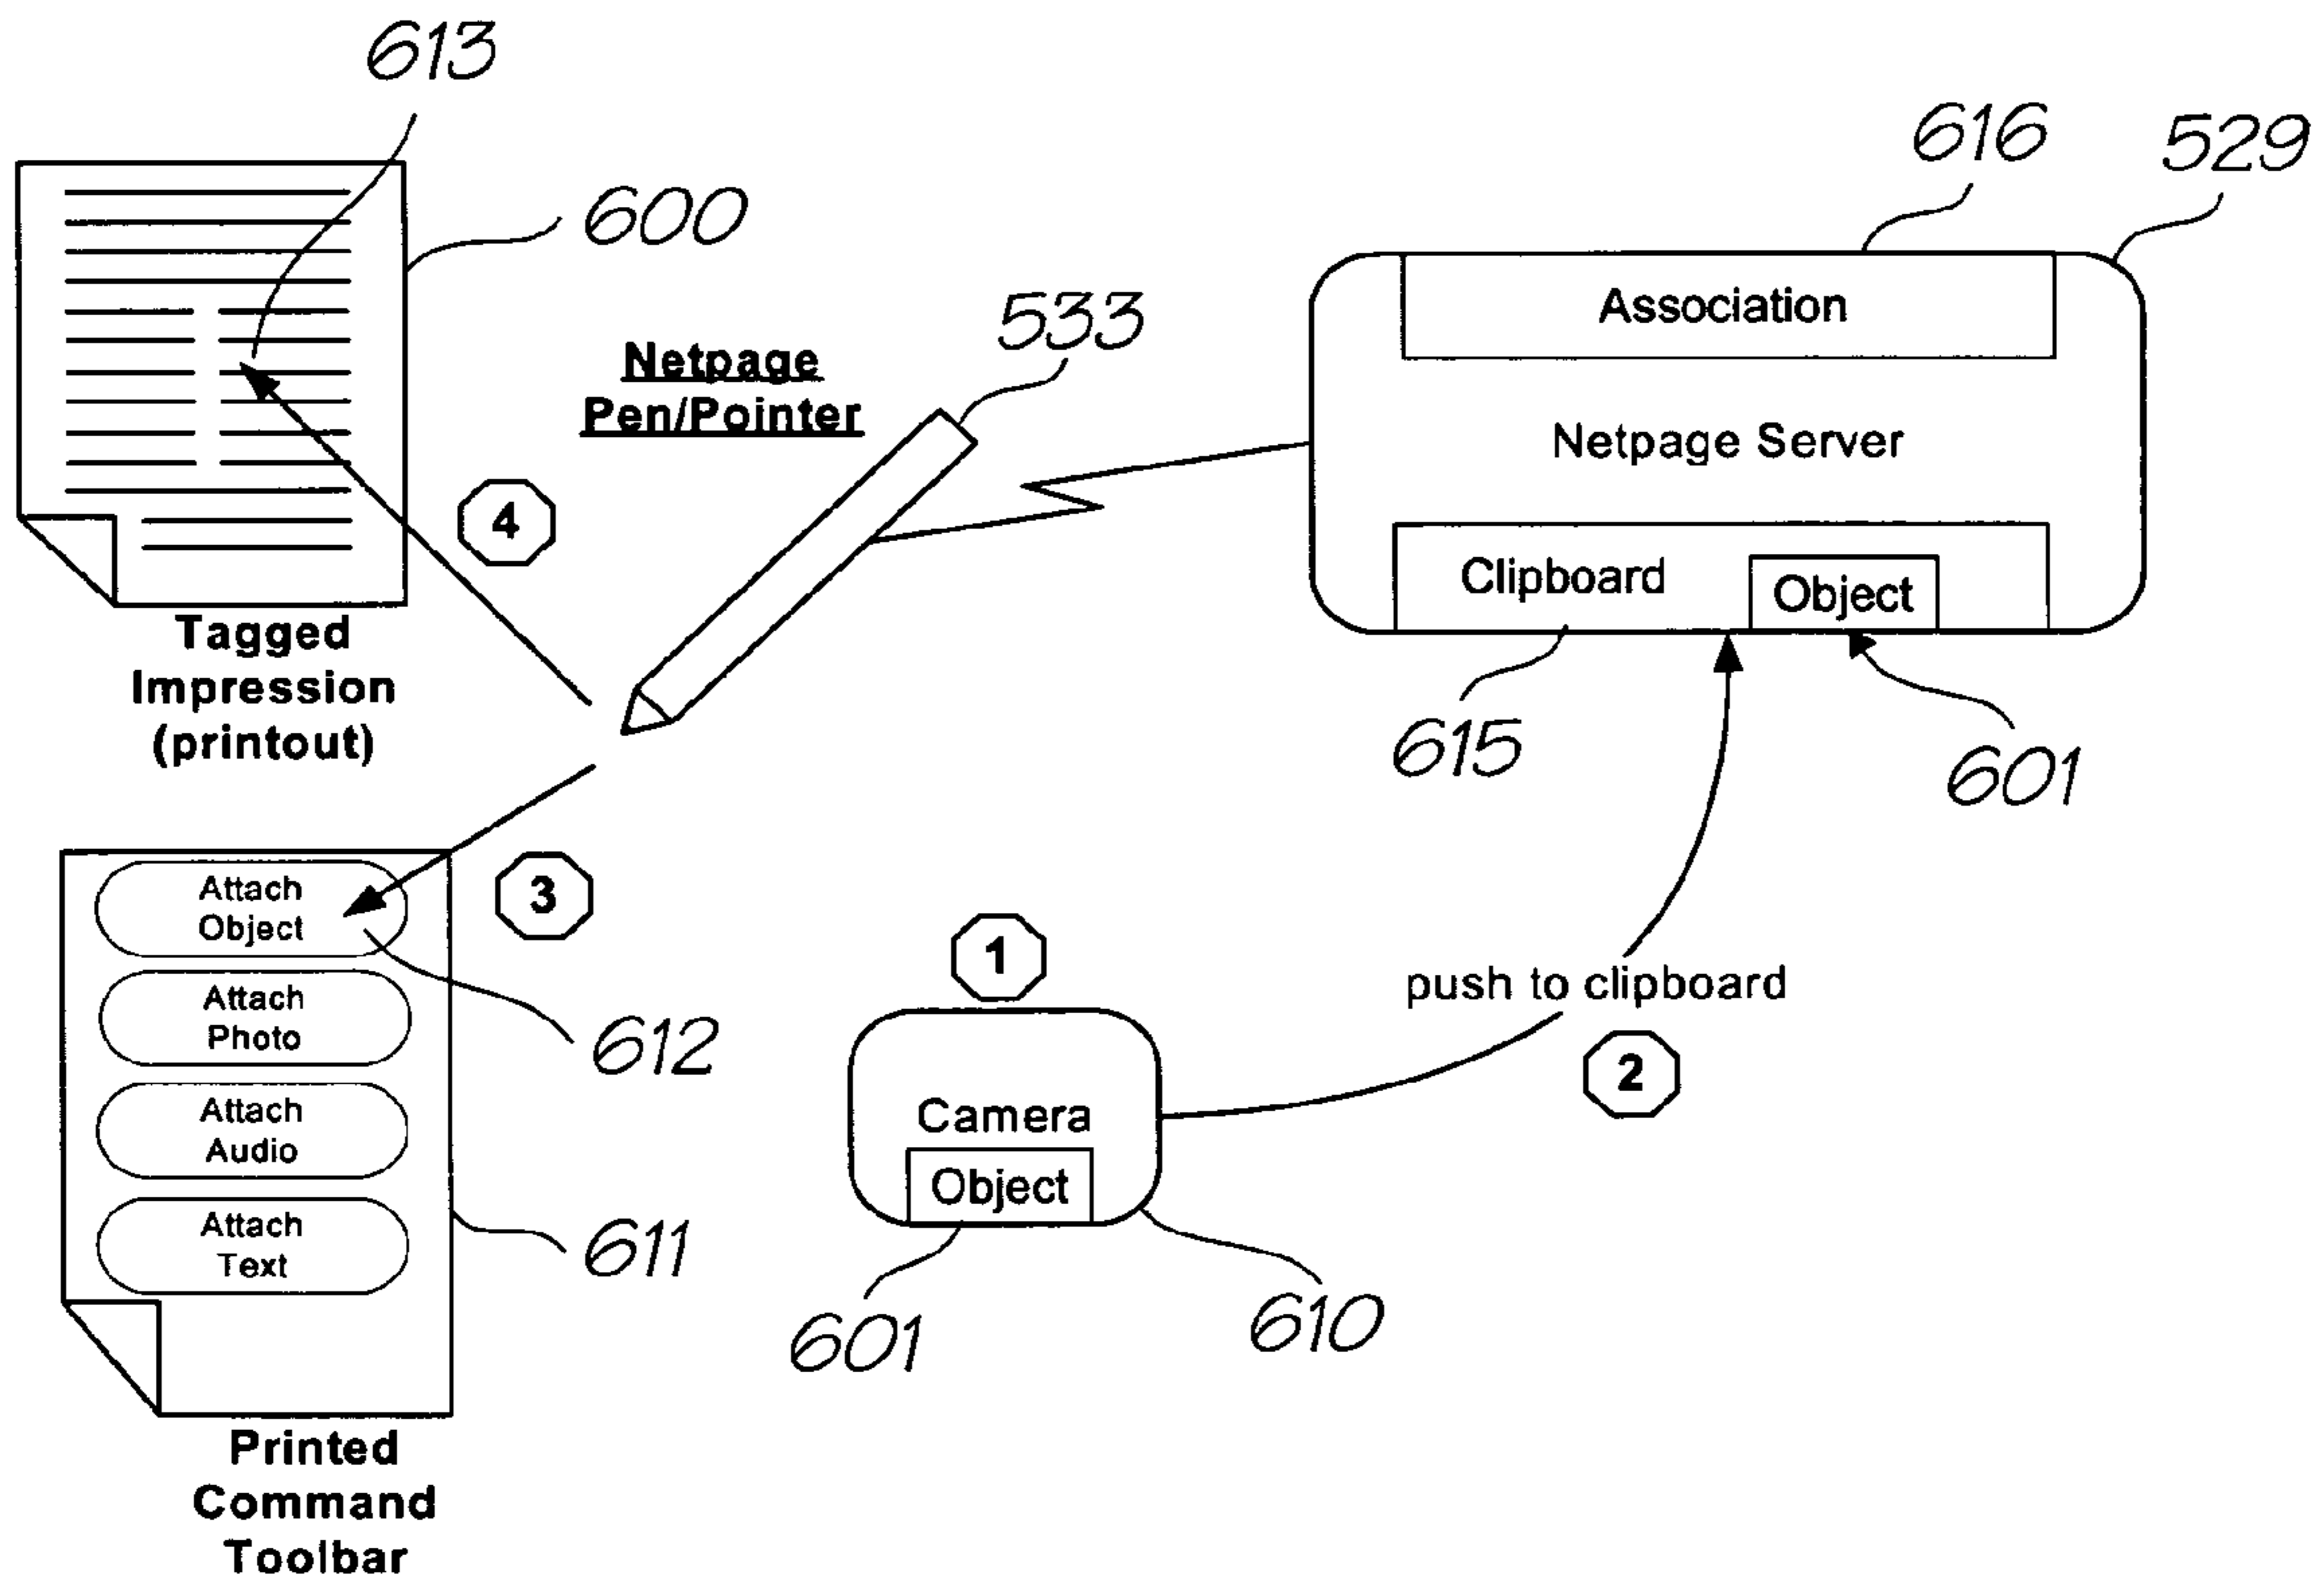 613
616
529
600
Association
533
Netpage
Pen/Pointer
Netpage Server
4
Clipboard
Object
Tagged
Impression
(printout)
615
601
Attach
Object
3
1
push to clipboard
Attach
Photo
612
2
Attach
Audio
Camera
Object
Attach
Text
611
601
610
Printed
Command
Toolbar